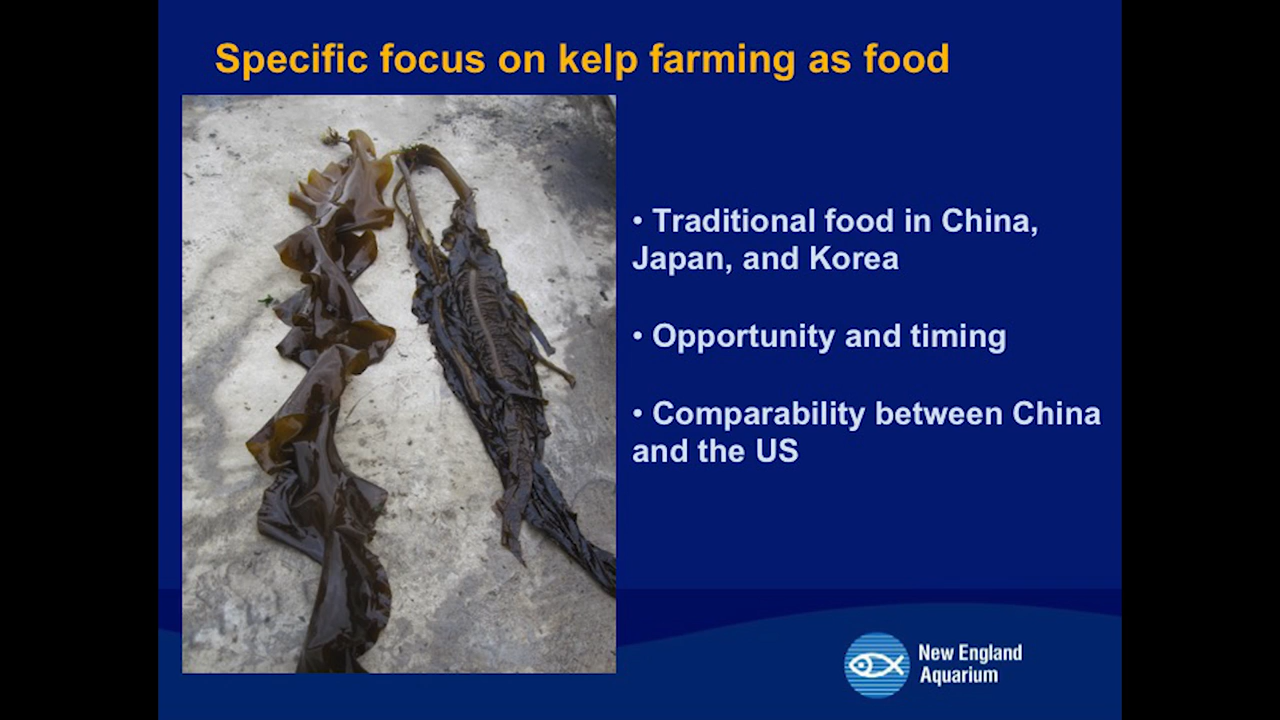 Specific focus on kelp farming as food
• Traditional food in China,
Japan, and Korea
• Opportunity and timing
• Comparability between China
and the US
New England
Aquarium